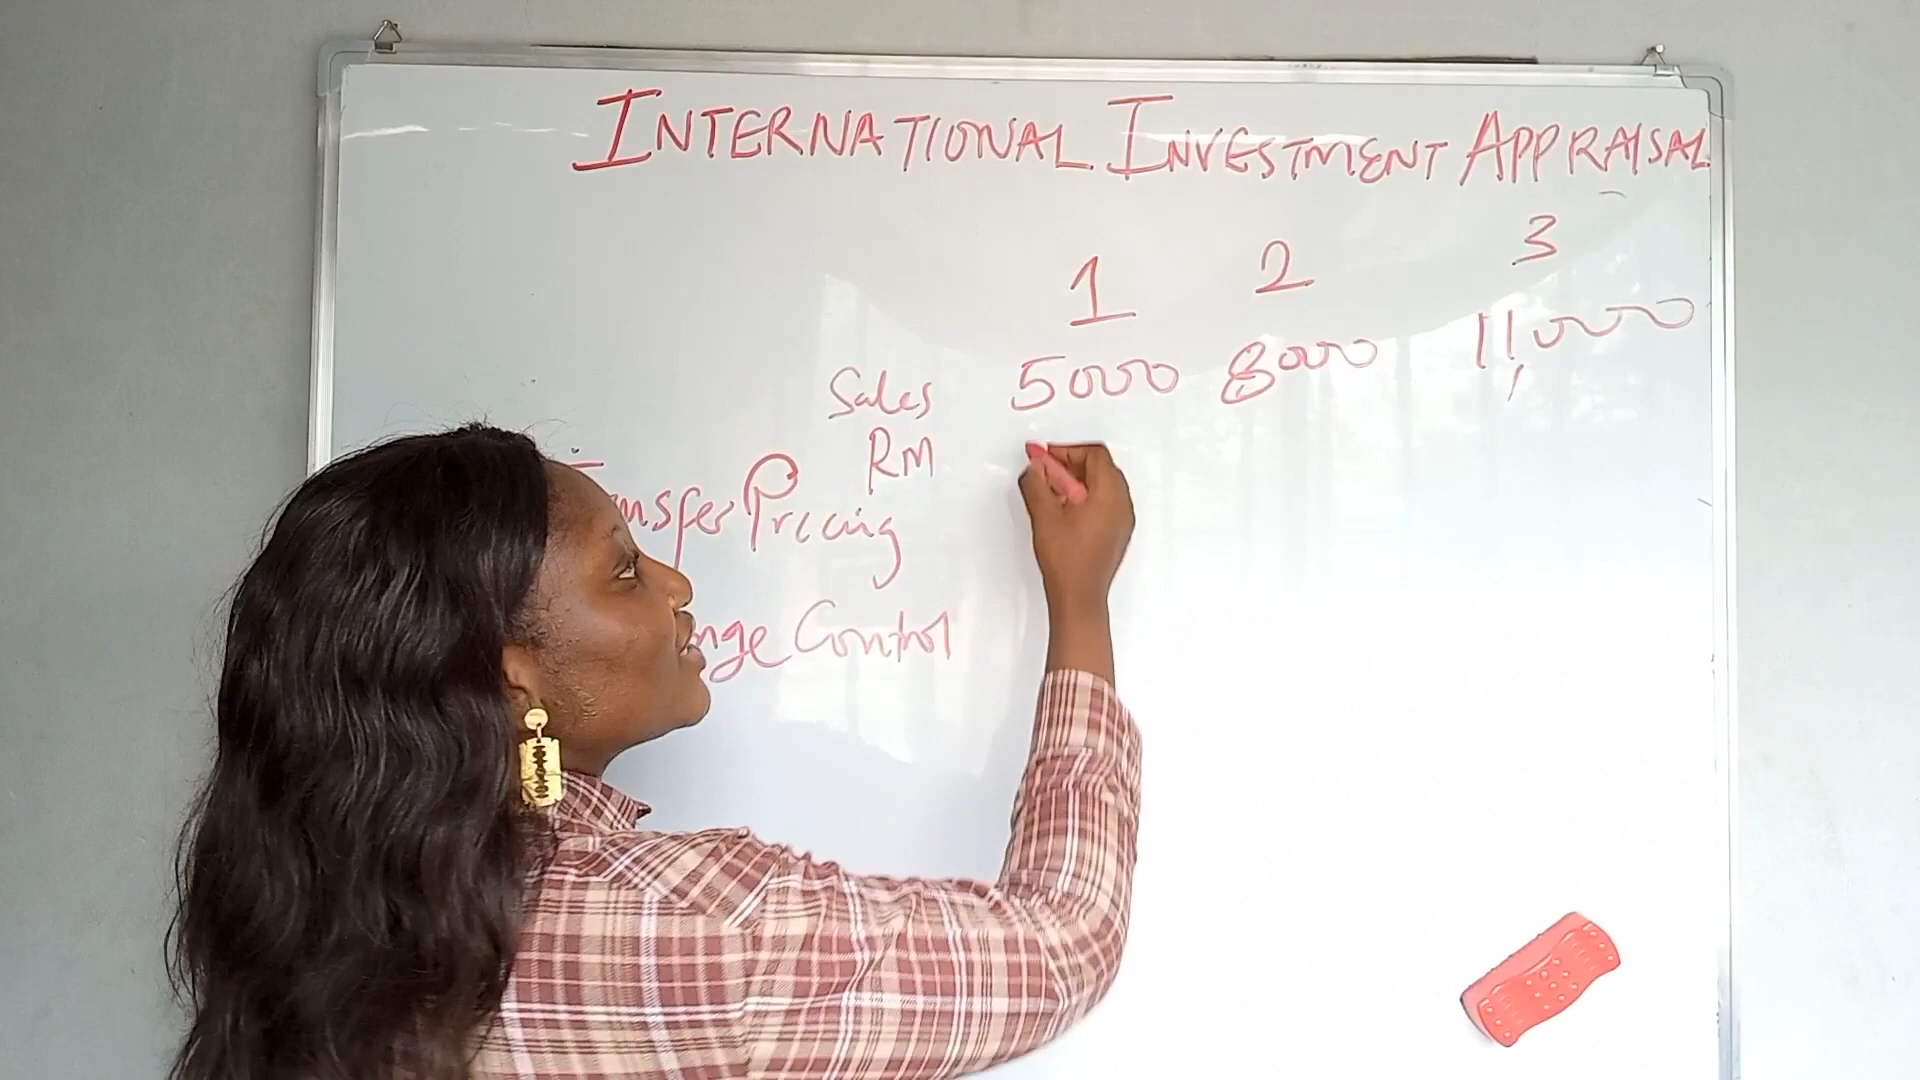 INTERNATIONAL INVESTMENT APPRAISAL
1 2 3
Sales 5000 8000 11,000
RM
Pricing
Control